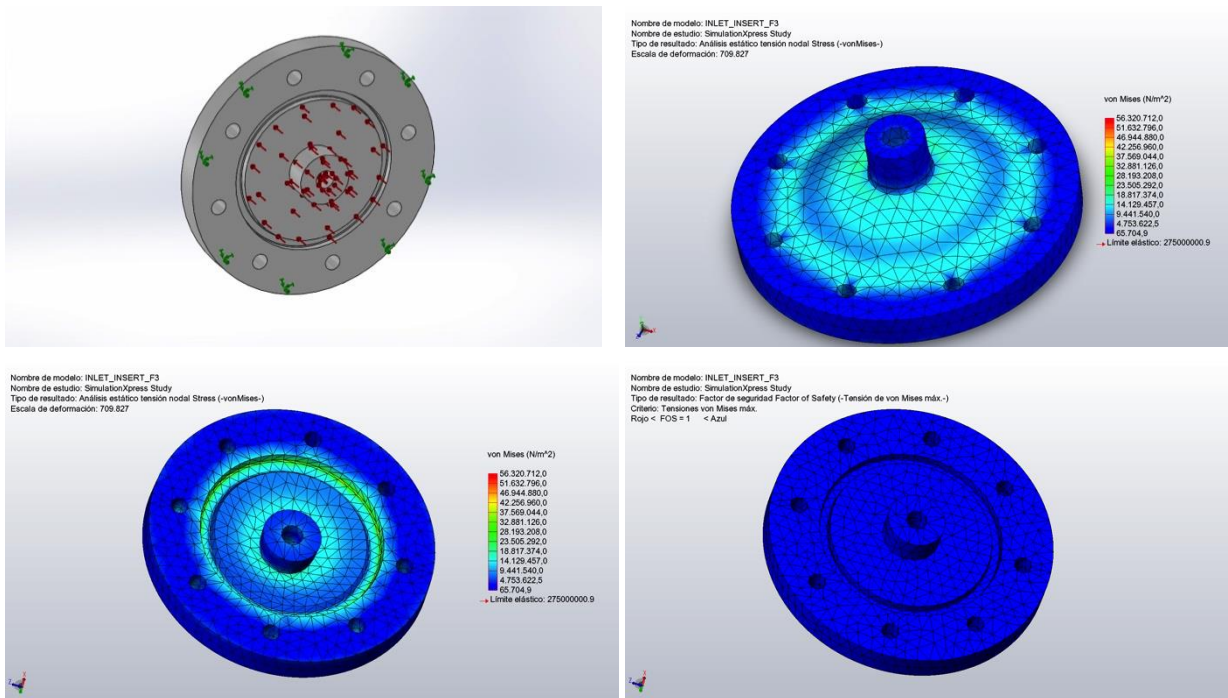 Nombre de modelo: INLET_INSERT_F3
Nombre de estudio: SimulationXpress Study
Tipo de resultado: Análisis estático tensión nodal Stress (-vonMises-)
Escala de deformación: 709.827
von Mises (N/m^2)
56.320.712,0
51.632.796,0
46.944.880,0
42.256.960,0
37.569.044,0
32.881.126,0
28.193.208,0
23.505.292,0
18.817.374,0
14.129.457,0
9.441.540,0
4.753.622,5
65.704,9
Límite elástico: 275000000.9
Nombre de modelo: INLET_INSERT_F3
Nombre de estudio: SimulationXpress Study
Tipo de resultado: Análisis estático tensión nodal Stress (-vonMises-)
Escala de deformación: 709.827
von Mises (N/m^2)
56.320.712,0
51.632.796,0
46.944.880,0
42.256.960,0
37.569.044,0
32.881.126,0
28.193.208,0
23.505.292,0
18.817.374,0
14.129.457,0
9.441.540,0
4.753.622,5
65.704,9
Límite elástico: 275000000.9
Nombre de modelo: INLET_INSERT_F3
Nombre de estudio: SimulationXpress Study
Tipo de resultado: Factor de seguridad Factor of Safety (-Tensión de von Mises máx.-)
Criterio: Tensiones von Mises máx.
Rojo < FOS = 1 < Azul